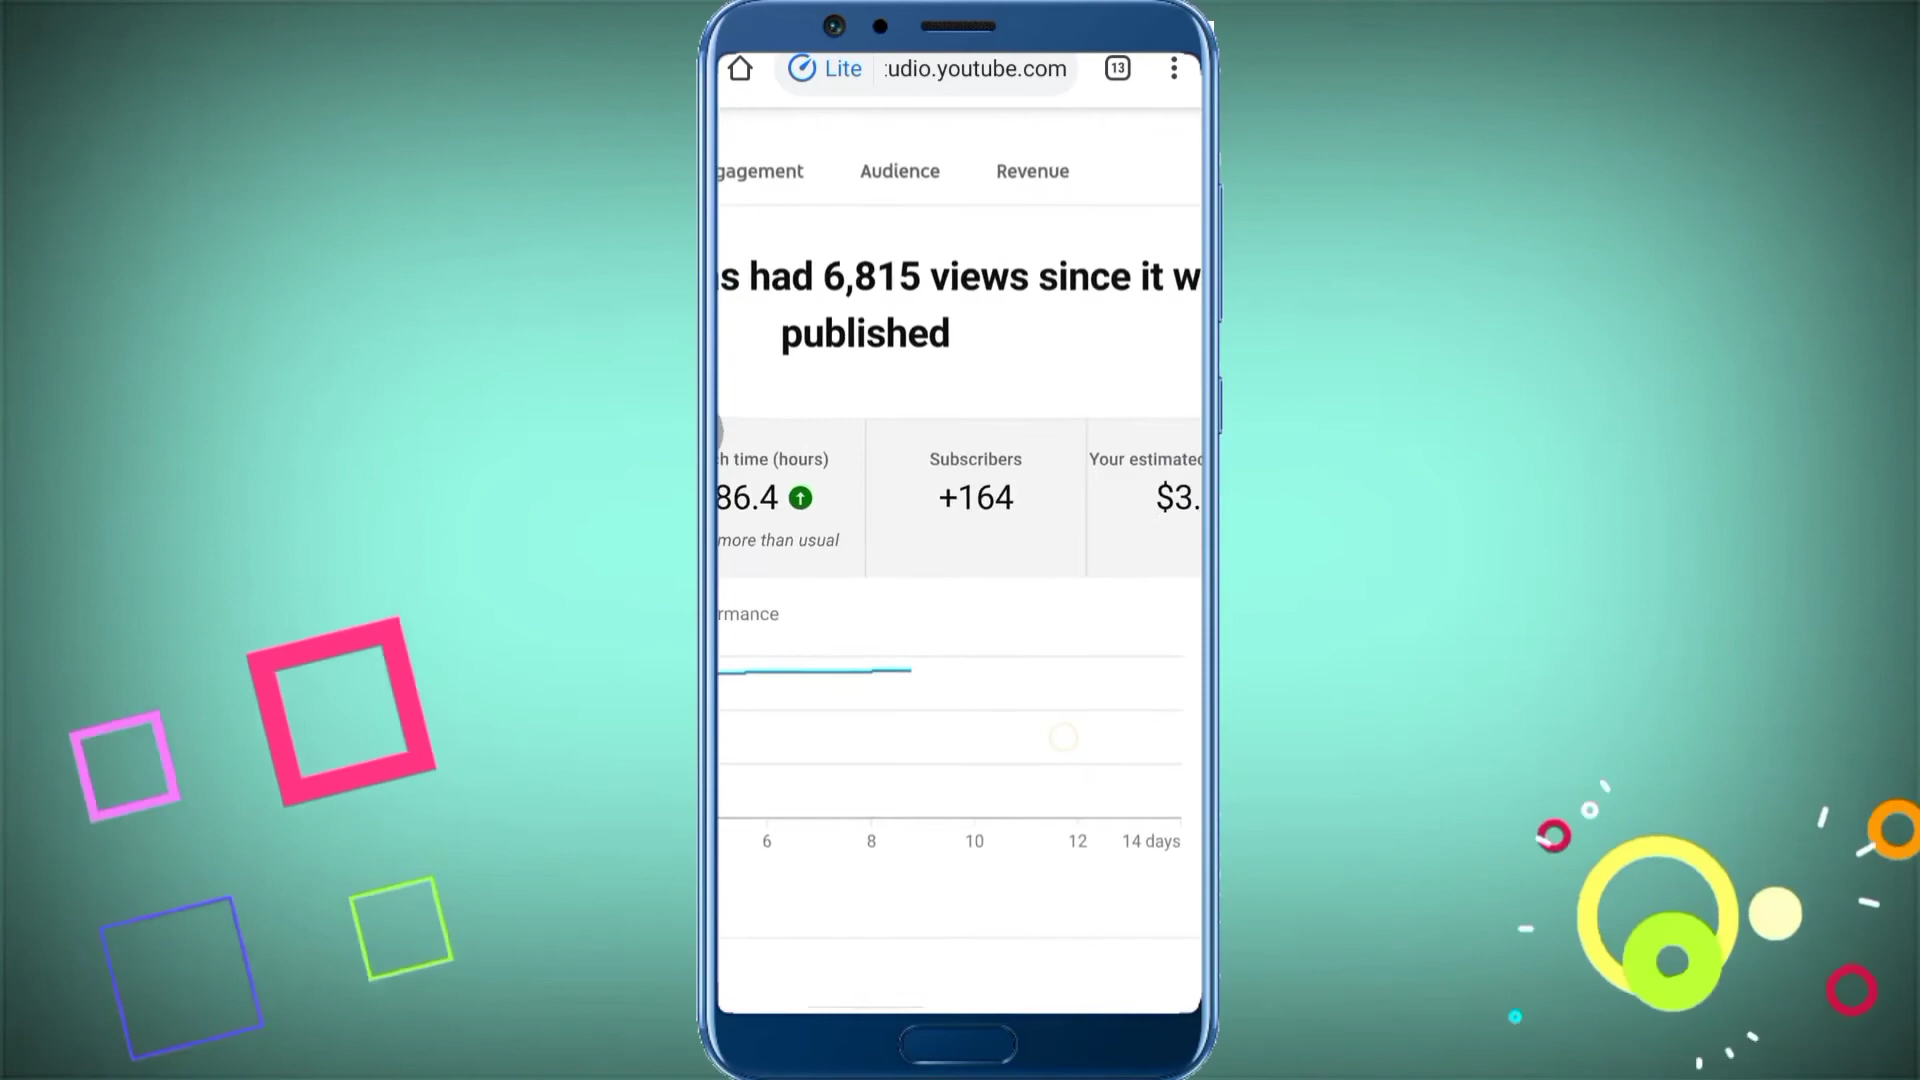 Lite :udio.youtube.com 13
gagement Audience Revenue
s had 6,815 views since it w
published
h time (hours) Subscribers Your estimated
86.4 +164 $3.
more than usual
rmance
6 8 10 12 14 days